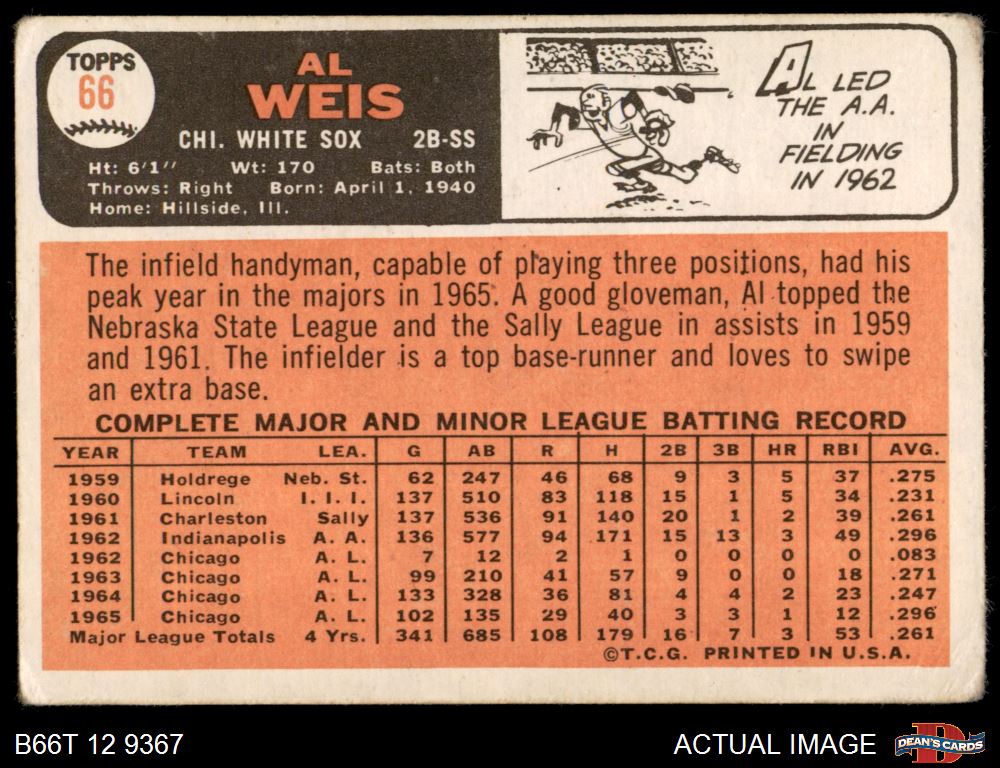 TOPPS
66
AL
WEIS
CHI. WHITE SOX 2B-SS
Ht: 6'1" Wt: 170 Bats: Both
Throws: Right Born: April 1, 1940
Home: Hillside, Ill.
AL LED
THE A.A.
IN
FIELDING
IN 1962
The infield handyman, capable of playing three positions, had his
peak year in the majors in 1965. A good gloveman, Al topped the
Nebraska State League and the Sally League in assists in 1959
and 1961. The infielder is a top base-runner and loves to swipe
an extra base.
COMPLETE MAJOR AND MINOR LEAGUE BATTING RECORD
YEAR TEAM LEA. G AB R H 2B 3B HR RBI AVG.
1959 Holdrege Neb. St. 62 247 46 68 9 3 5 37 .275
1960 Lincoln I. I. I. 137 510 83 118 15 1 5 34 .231
1961 Charleston Sally 137 536 91 140 20 1 2 39 .261
1962 Indianapolis A. A. 136 577 94 171 15 13 3 49 .296
1962 Chicago A. L. 7 12 2 1 0 0 0 0 .083
1963 Chicago A. L. 99 210 41 57 9 0 0 18 .271
1964 Chicago A. L. 133 328 36 81 4 4 2 23 .247
1965 Chicago A. L. 102 135 29 40 3 3 1 12 .296
Major League Totals 4 Yrs. 341 685 108 179 16 7 3 53 .261
©T.C.G. PRINTED IN U.S.A.
B66T 12 9367
ACTUAL IMAGE
D
DEAN'S CARDS